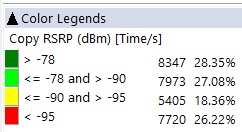 Color Legends
Copy RSRP (dBm) [Time/s]
> -78 8347 28.35%
<= -78 and > -90 7973 27.08%
<= -90 and > -95 5405 18.36%
< -95 7720 26.22%